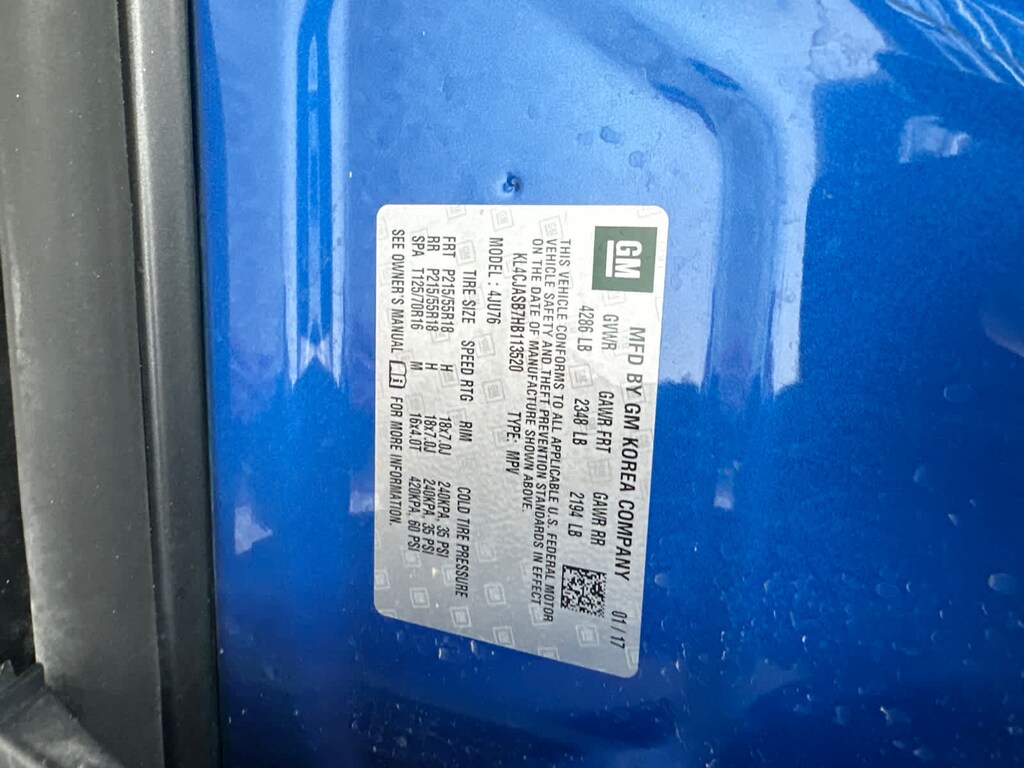 GM
MFD BY GM KOREA COMPANY 01/17
GVWR GAWR FRT GAWR RR
4286 LB 2348 LB 2194 LB
THIS VEHICLE CONFORMS TO ALL APPLICABLE U.S. FEDERAL MOTOR
VEHICLE SAFETY AND THEFT PREVENTION STANDARDS IN EFFECT
ON THE DATE OF MANUFACTURE SHOWN ABOVE.
KL4CJASB7HB113520 TYPE: MPV
MODEL: 4JU76
TIRE SIZE SPEED RTG RIM COLD TIRE PRESSURE
FRT P215/55R18 H 18x7.0J 240KPA, 35 PSI
RR P215/55R18 H 18x7.0J 240KPA, 35 PSI
SPA T125/70R16 M 16x4.0T 420KPA, 60 PSI
SEE OWNER'S MANUAL FOR MORE INFORMATION.